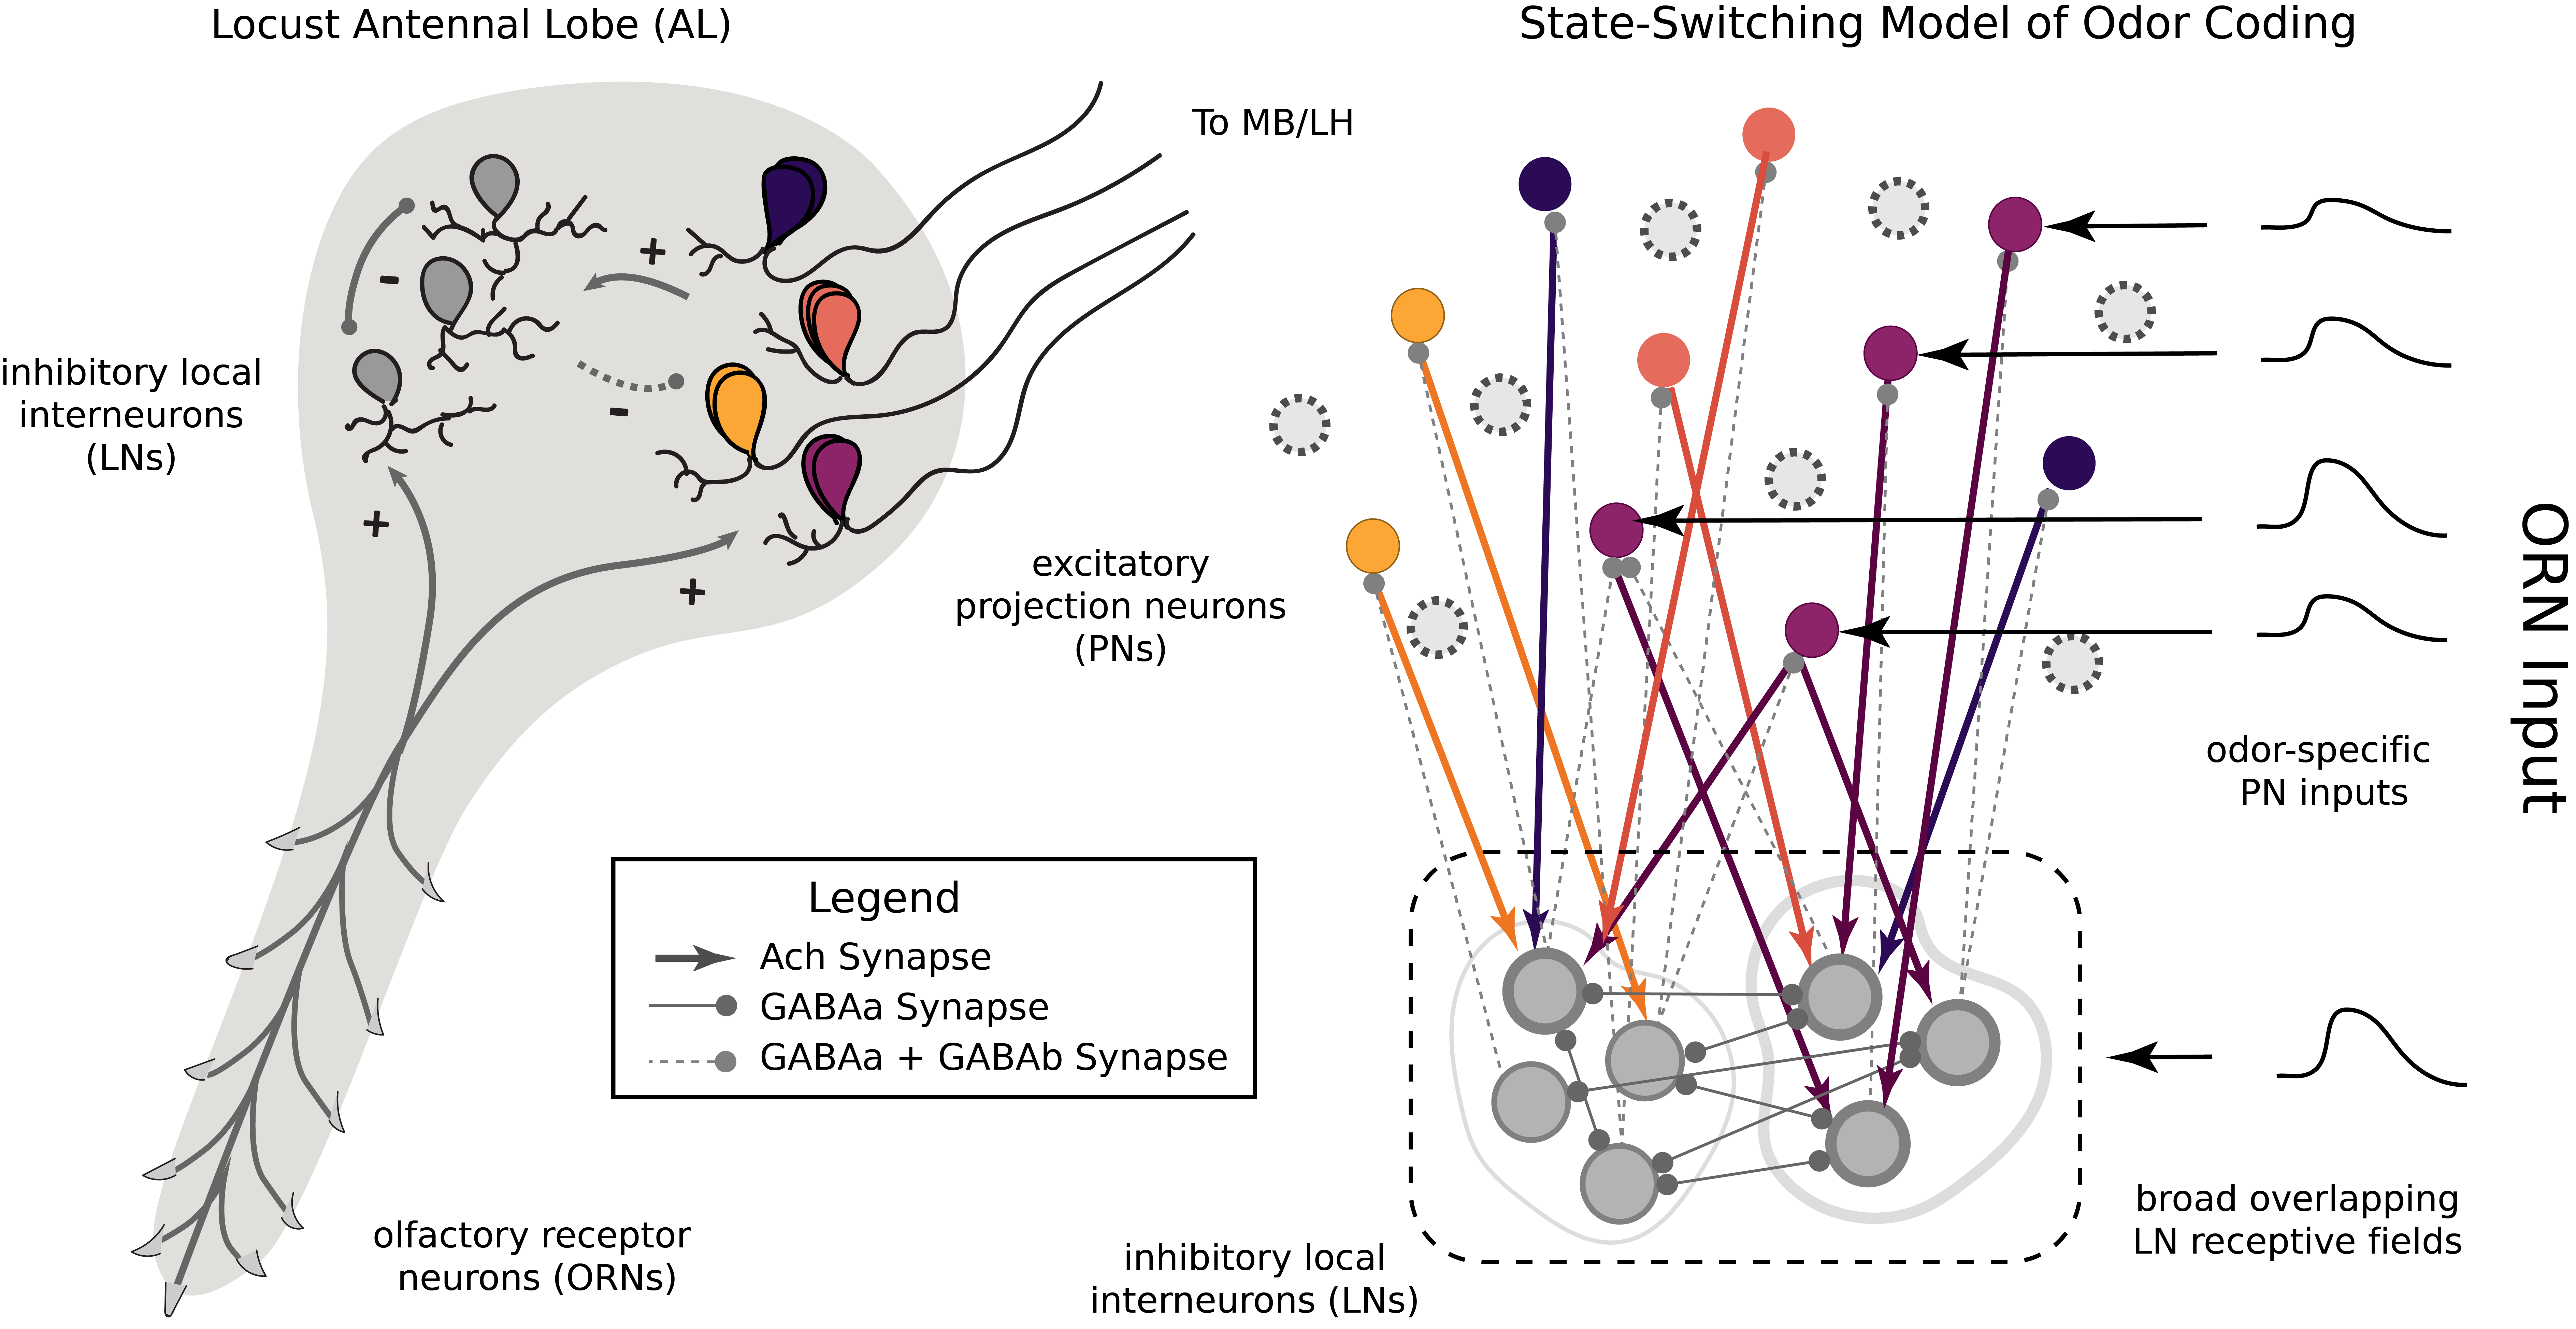 Locust Antennal Lobe (AL)
State-Switching Model of Odor Coding
To MB/LH
+
-
inhibitory local
interneurons
(LNs)
-
+
+
excitatory
projection neurons
(PNs)
ORN Input
odor-specific
PN inputs
Legend
Ach Synapse
GABAa Synapse
GABAa + GABAb Synapse
olfactory receptor
neurons (ORNs)
inhibitory local
interneurons (LNs)
broad overlapping
LN receptive fields